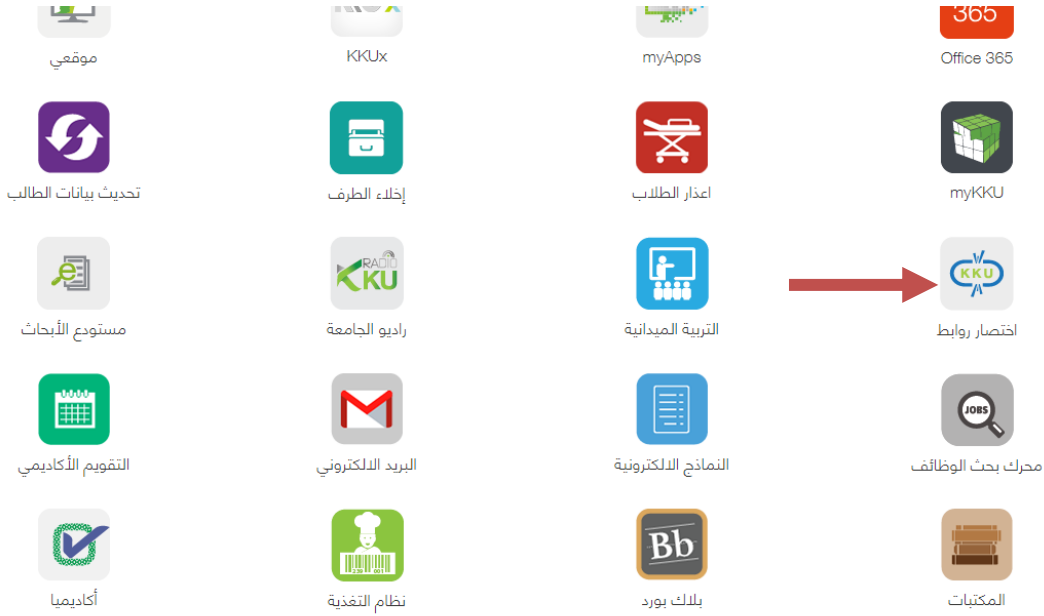 365
Office 365
myApps
KKUx
موقعي
myKKU
اعذار الطلاب
إخلاء الطرف
تحديث بيانات الطالب
KKU
اختصار روابط
التربية الميدانية
RADIO
KKU
راديو الجامعة
e
مستودع الأبحاث
JOBS
محرك بحث الوظائف
النماذج الالكترونية
البريد الالكتروني
التقويم الأكاديمي
المكتبات
Bb
بلاك بورد
نظام التغذية
أكاديميا